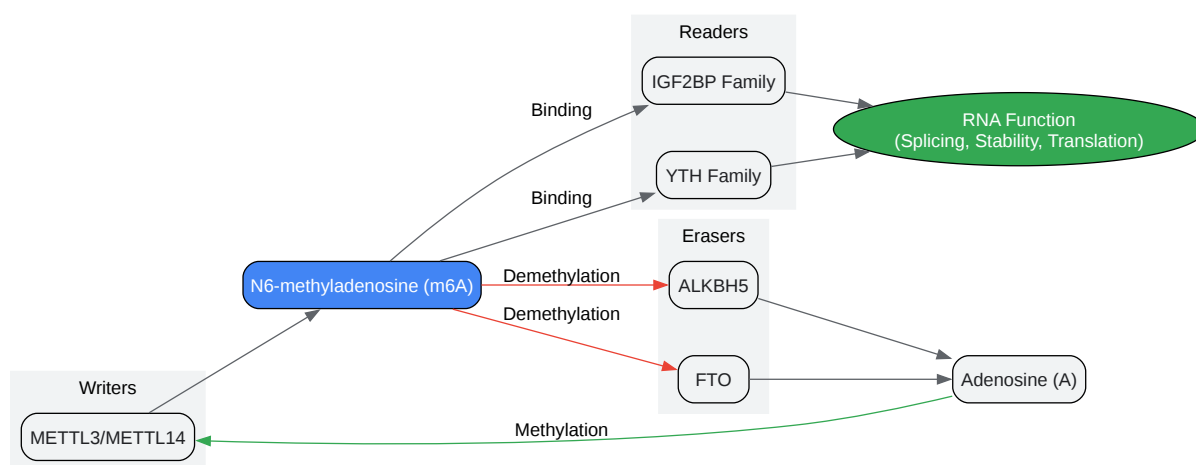 Readers
IGF2BP Family
Binding
RNA Function
(Splicing, Stability, Translation)
YTH Family
Binding
Erasers
N6-methyladenosine (m6A)
Demethylation
ALKBH5
Demethylation
Writers
FTO
Adenosine (A)
METTL3/METTL14
Methylation